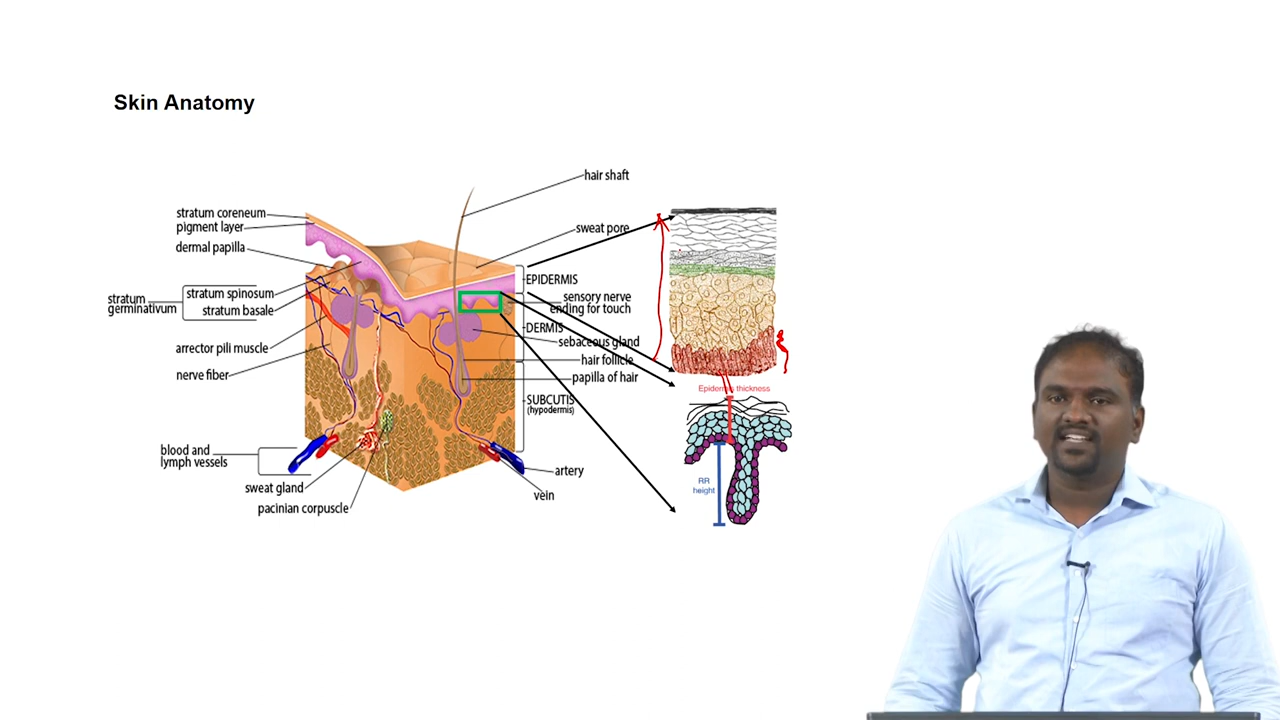 Skin Anatomy
hair shaft
stratum coreneum
pigment layer
dermal papilla
sweat pore
EPIDERMIS
stratum
germinativum
stratum spinosum
stratum basale
sensory nerve
ending for touch
DERMIS
sebaceous gland
arrector pili muscle
hair follicle
nerve fiber
papilla of hair
SUBCUTIS
(hypodermis)
blood and
lymph vessels
artery
sweat gland
vein
pacinian corpuscle
Epidermis thickness
RR
height